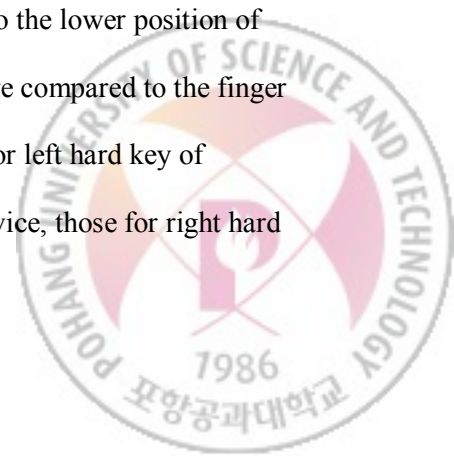 o the lower position of
e compared to the finger
or left hard key of
vice, those for right hard
POHANG UNIVERSITY OF SCIENCE AND TECHNOLOGY
P
1986
포항공과대학교